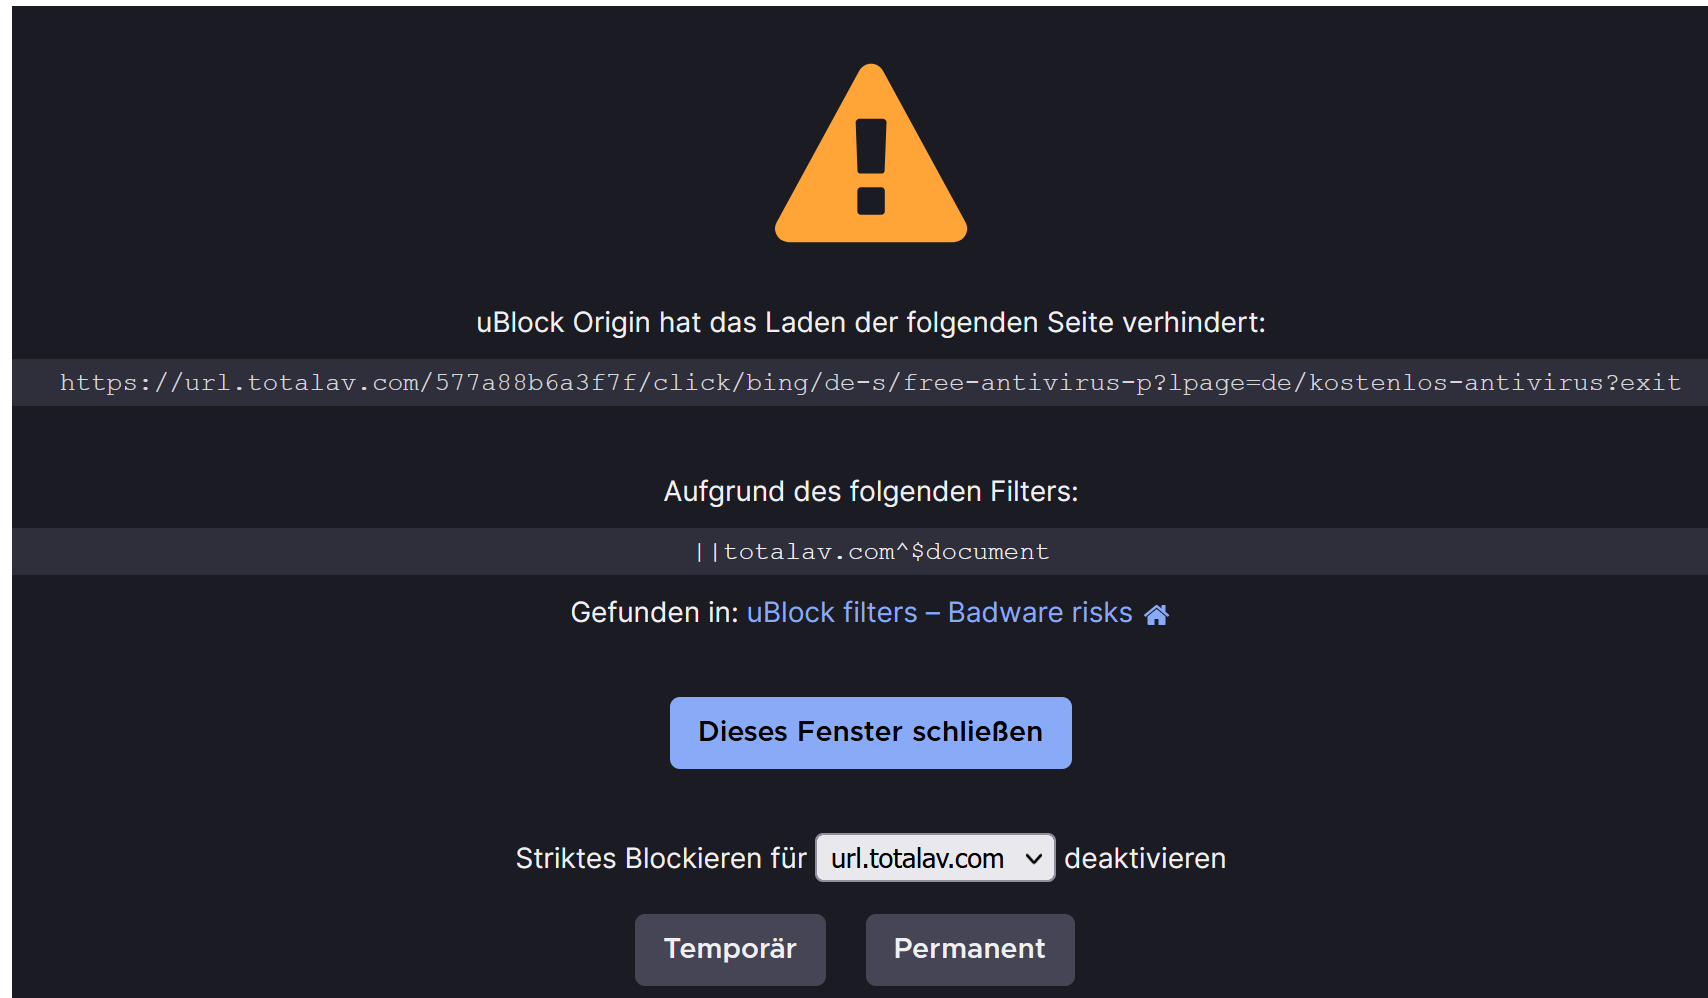 uBlock Origin hat das Laden der folgenden Seite verhindert:
https://url.totalav.com/577a88b6a3f7f/click/bing/de-s/free-antivirus-p?lpage=de/kostenlos-antivirus?exit
Aufgrund des folgenden Filters:
||totalav.com^$document
Gefunden in: uBlock filters – Badware risks
Dieses Fenster schließen
Striktes Blockieren für url.totalav.com deaktivieren
Temporär Permanent